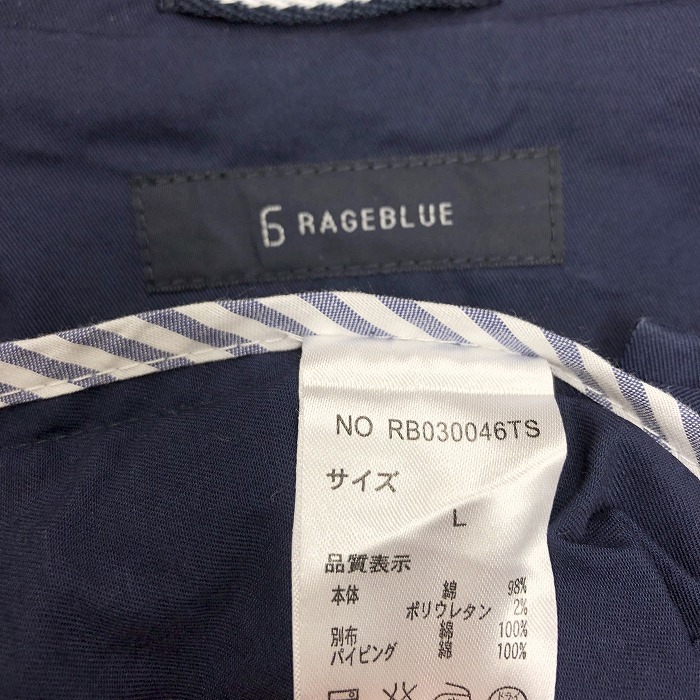 6 RAGEBLUE
NO RB030046TS
サイズ
L
品質表示
本体 綿 98%
ポリウレタン 2%
別布 綿 100%
パイピング 綿 100%